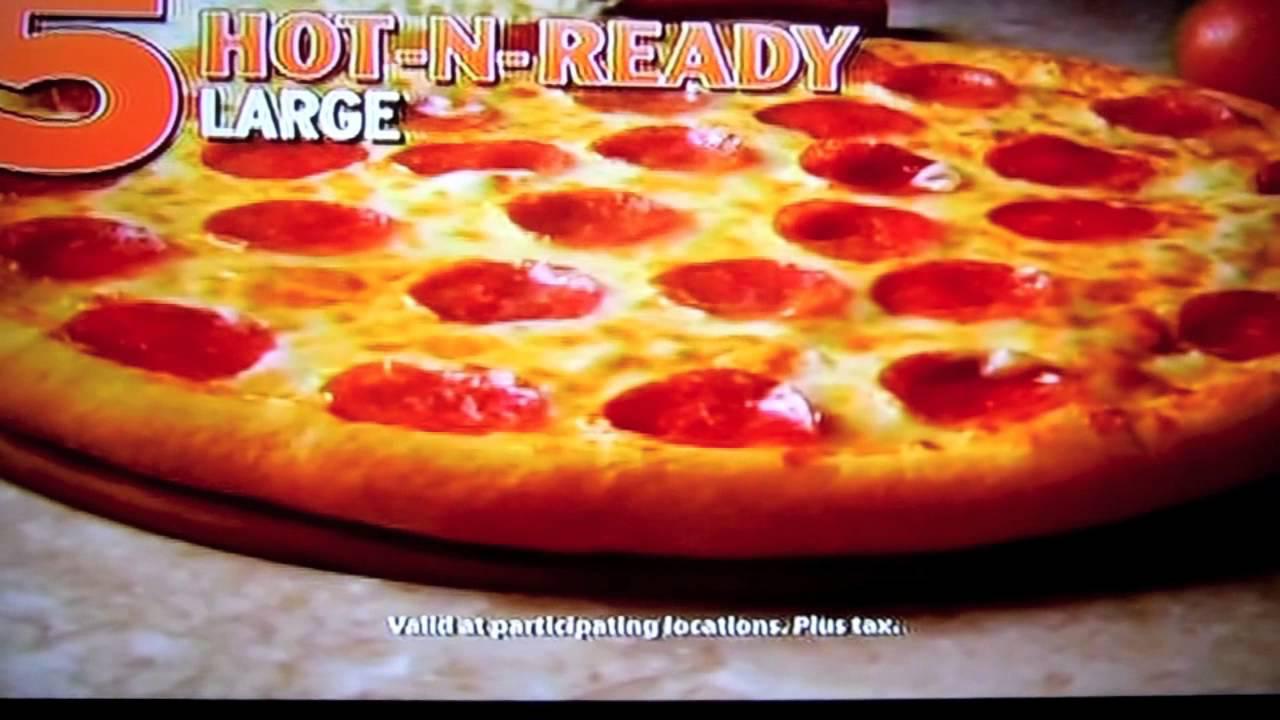 5 HOT-N-READY
LARGE
Valid at participating locations. Plus tax.